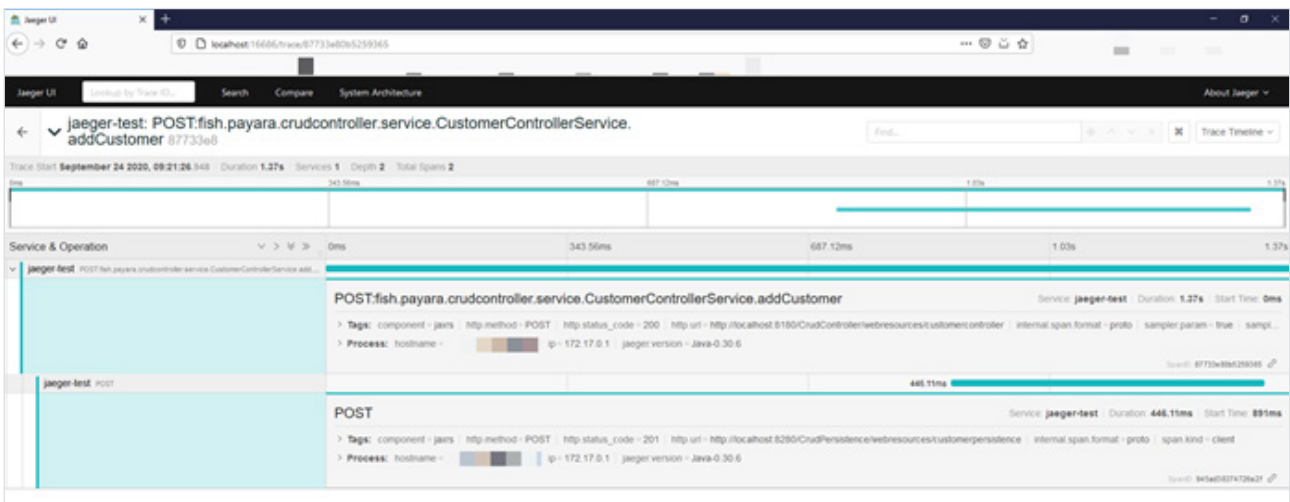 Jaeger UI
localhost:16686/trace/87733e80b5259365
Jaeger UI Lookup by Trace ID... Search Compare System Architecture About Jaeger
jaeger-test: POST:fish.payara.crudcontroller.service.CustomerControllerService.
addCustomer 87733e8
Find...
Trace Timeline
Trace Start September 24 2020, 09:21:26.948 Duration 1.37s Services 1 Depth 2 Total Spans 2
0ms 343.56ms 687.12ms 1.03s 1.37s
Service & Operation 0ms 343.56ms 687.12ms 1.03s 1.37s
jaeger-test POST:fish.payara.crudcontroller.service.CustomerControllerService.add...
POST:fish.payara.crudcontroller.service.CustomerControllerService.addCustomer Service: jaeger-test Duration: 1.37s Start Time: 0ms
Tags: component = jaxrs http.method = POST http.status_code = 200 http.url = http://localhost:8180/CrudController/webresources/customercontroller internal.span.format = proto sampler.param = true sampl...
Process: hostname = ip = 172.17.0.1 jaeger.version = Java-0.30.6
SpanID: 87733e80b5259365
jaeger-test POST 446.11ms
POST Service: jaeger-test Duration: 446.11ms Start Time: 891ms
Tags: component = jaxrs http.method = POST http.status_code = 201 http.url = http://localhost:8280/CrudPersistence/webresources/customerpersistence internal.span.format = proto span.kind = client
Process: hostname = ip = 172.17.0.1 jaeger.version = Java-0.30.6
SpanID: